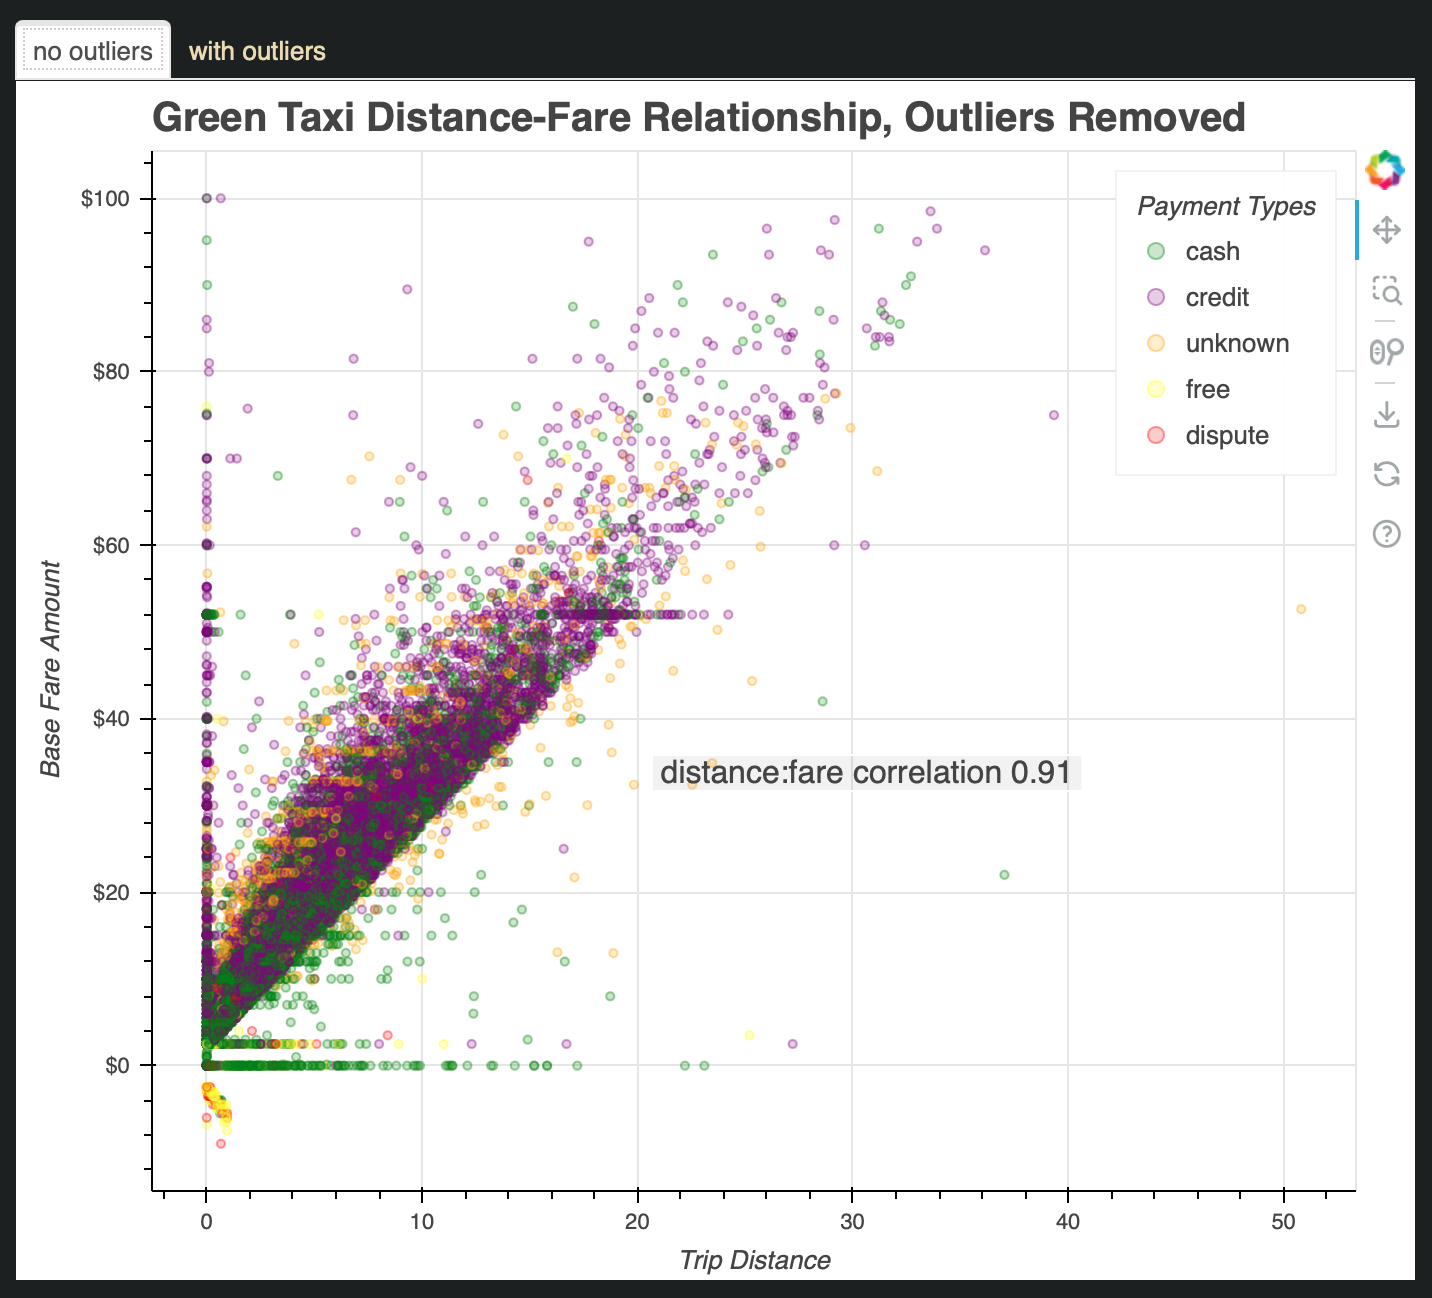 no outliers
with outliers
Green Taxi Distance-Fare Relationship, Outliers Removed
Payment Types
cash
credit
unknown
free
dispute
distance:fare correlation 0.91
Base Fare Amount
$100
$80
$60
$40
$20
$0
0
10
20
30
40
50
Trip Distance